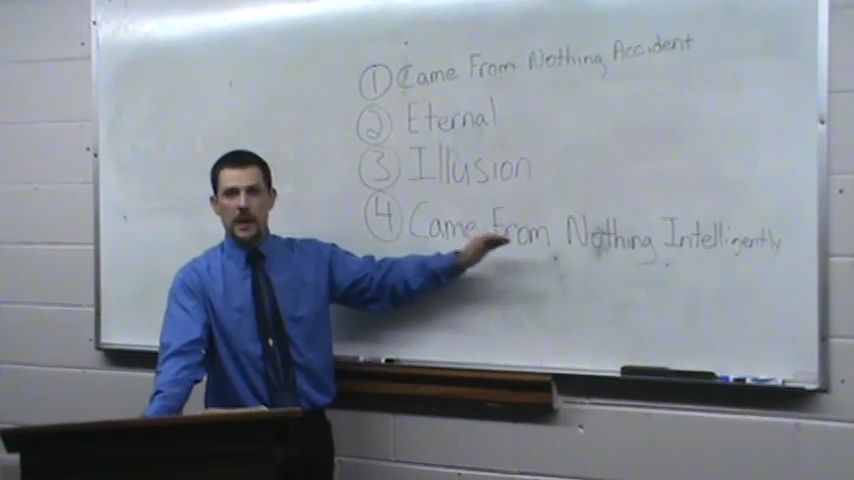 1 Came From Nothing Accident
2 Eternal
3 Illusion
4 Came From Nothing Intelligently